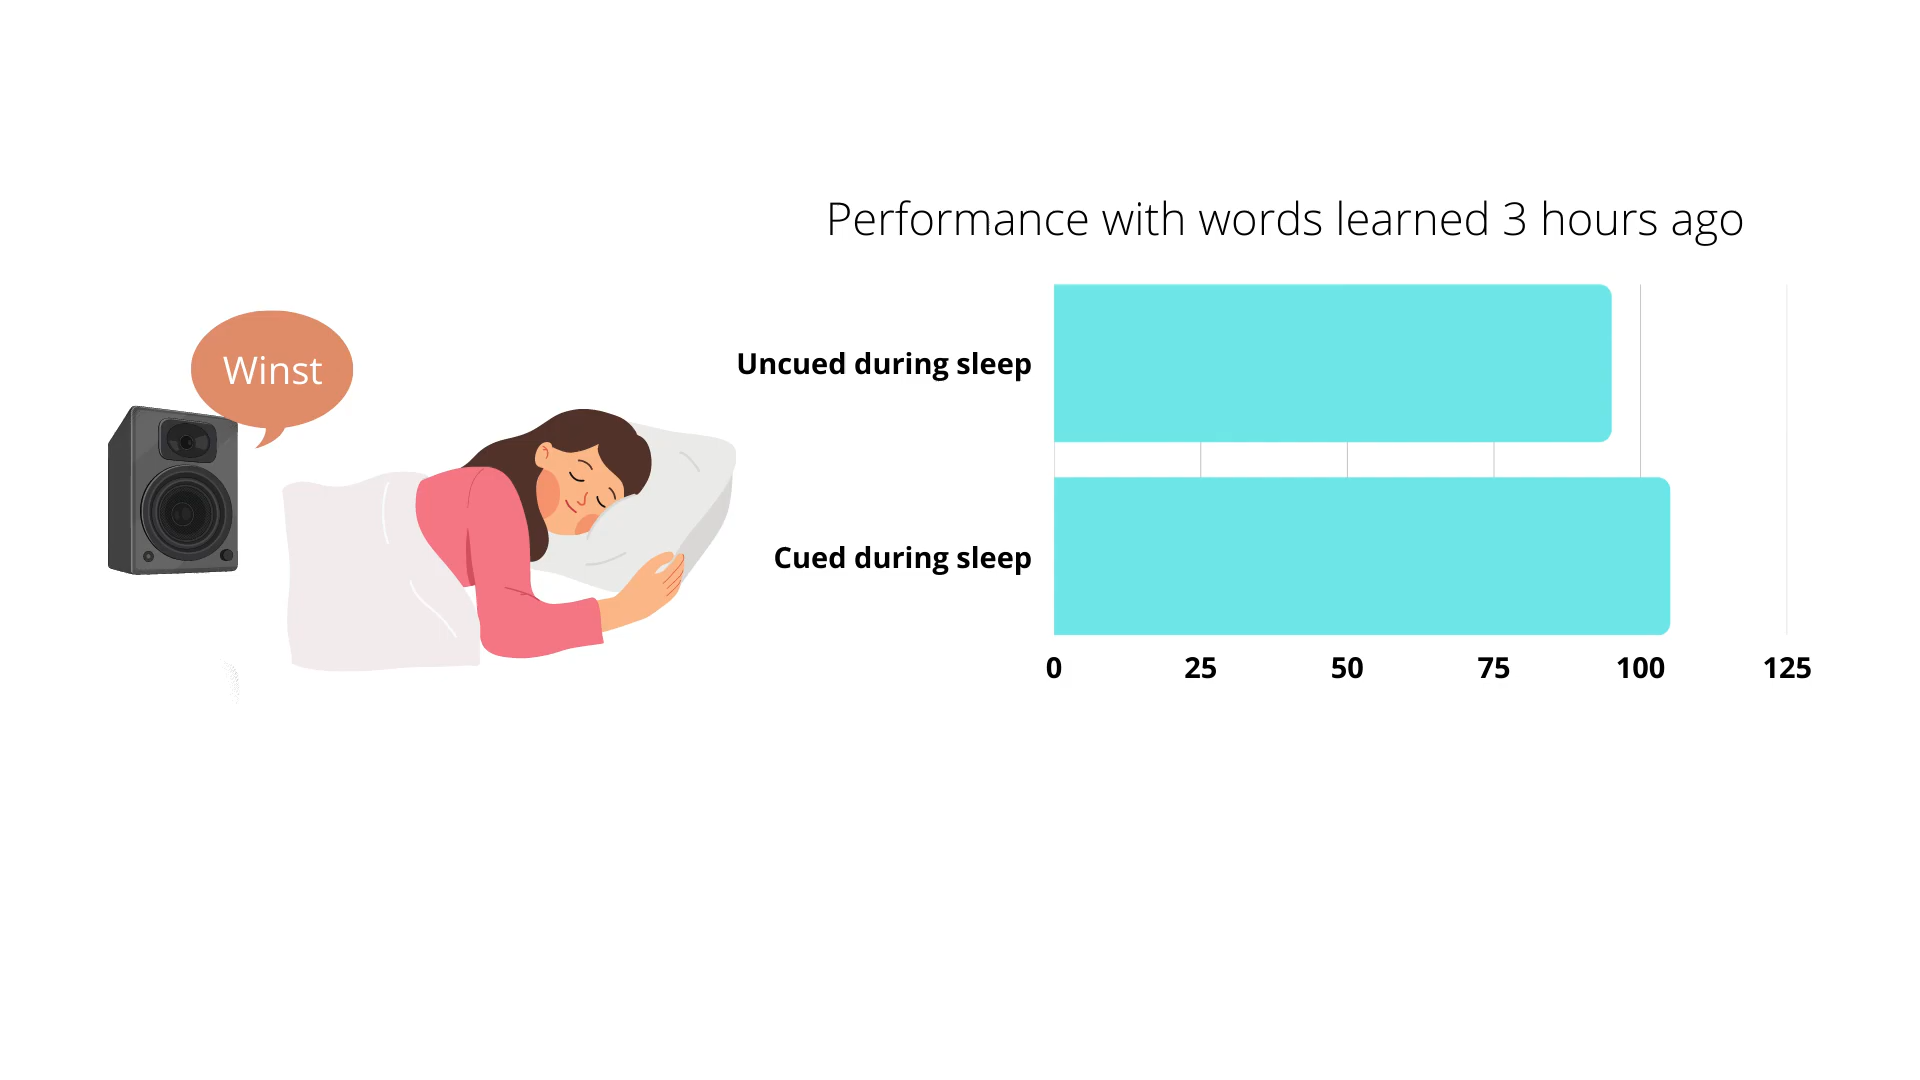 Performance with words learned 3 hours ago
Winst
Uncued during sleep
Cued during sleep
0 25 50 75 100 125